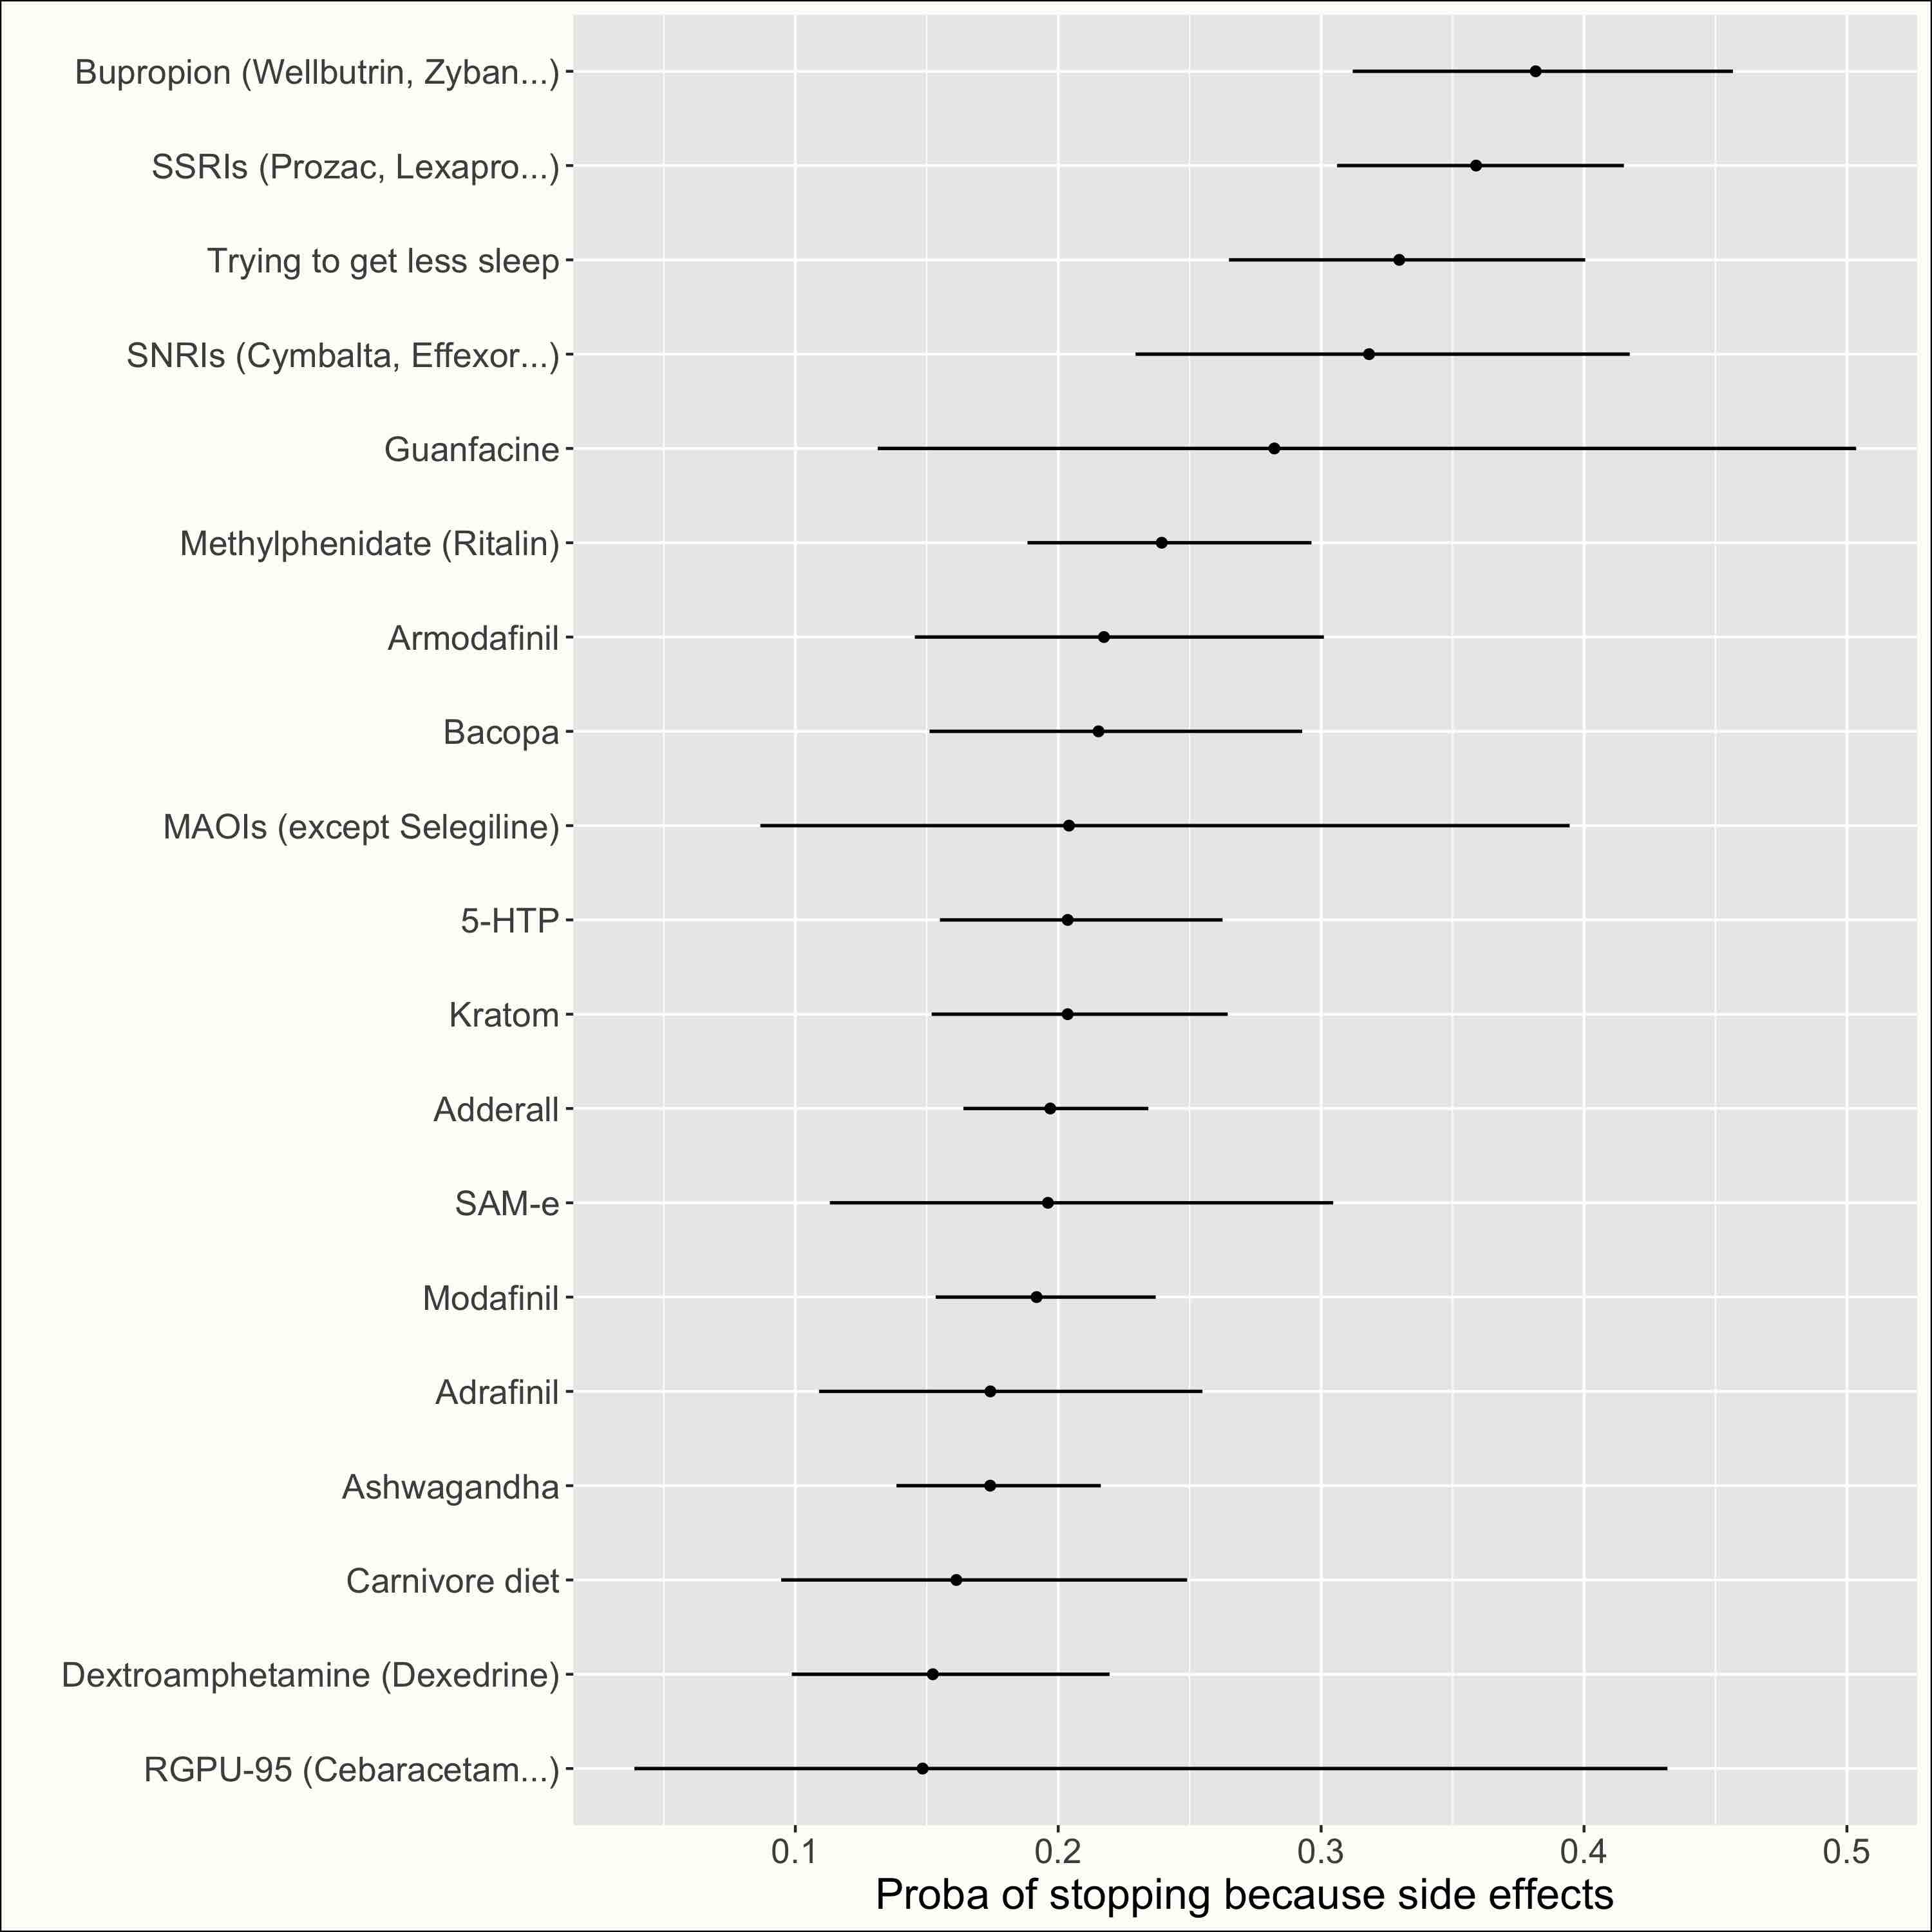 Bupropion (Wellbutrin, Zyban...)
SSRIs (Prozac, Lexapro...)
Trying to get less sleep
SNRIs (Cymbalta, Effexor...)
Guanfacine
Methylphenidate (Ritalin)
Armodafinil
Bacopa
MAOIs (except Selegiline)
5-HTP
Kratom
Adderall
SAM-e
Modafinil
Adrafinil
Ashwagandha
Carnivore diet
Dextroamphetamine (Dexedrine)
RGPU-95 (Cebaracetam...)
0.1 0.2 0.3 0.4 0.5
Proba of stopping because side effects